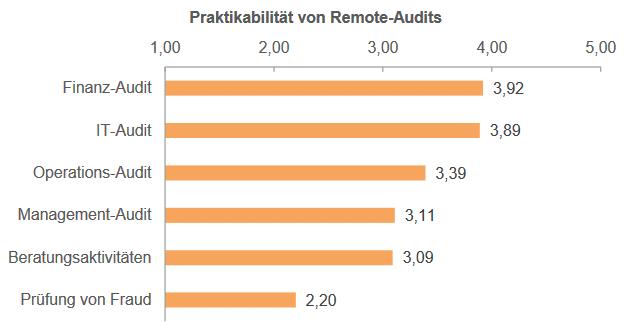 Praktikabilität von Remote-Audits
1,00 2,00 3,00 4,00 5,00
Finanz-Audit 3,92
IT-Audit 3,89
Operations-Audit 3,39
Management-Audit 3,11
Beratungsaktivitäten 3,09
Prüfung von Fraud 2,20